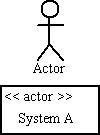 Actor
<< actor >>
System A